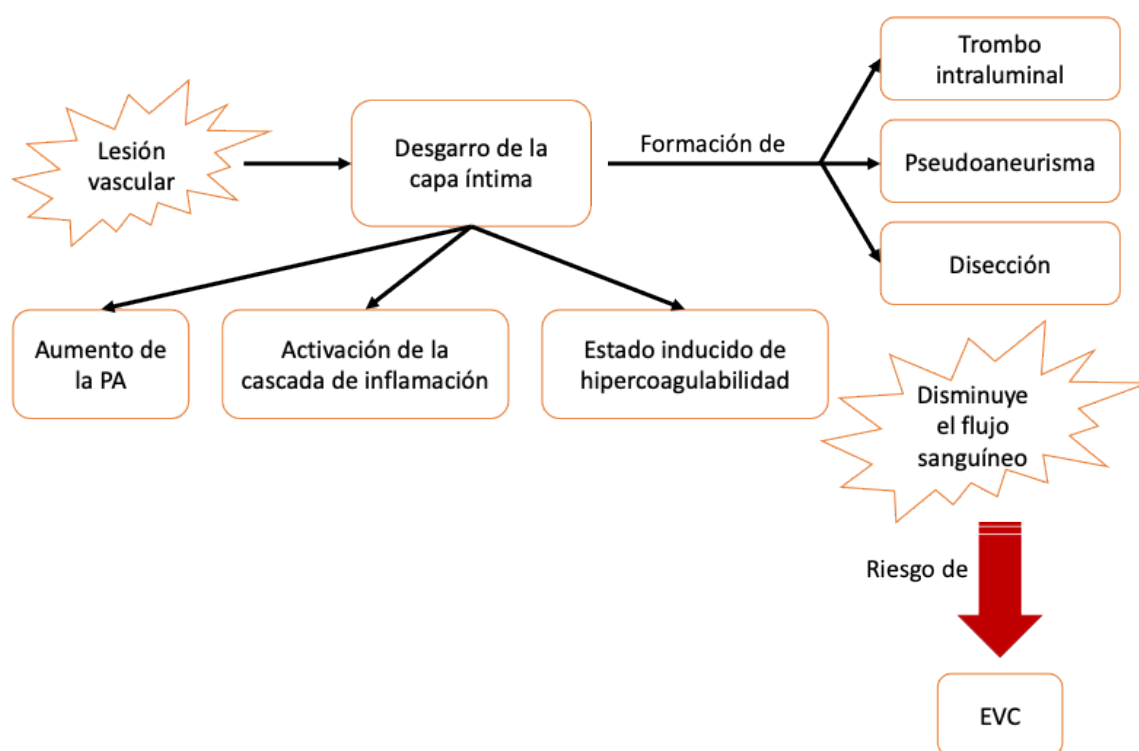 Lesión
vascular
Desgarro de la
capa íntima
Formación de
Trombo
intraluminal
Pseudoaneurisma
Disección
Aumento de
la PA
Activación de la
cascada de inflamación
Estado inducido de
hipercoagulabilidad
Disminuye
el flujo
sanguíneo
Riesgo de
EVC